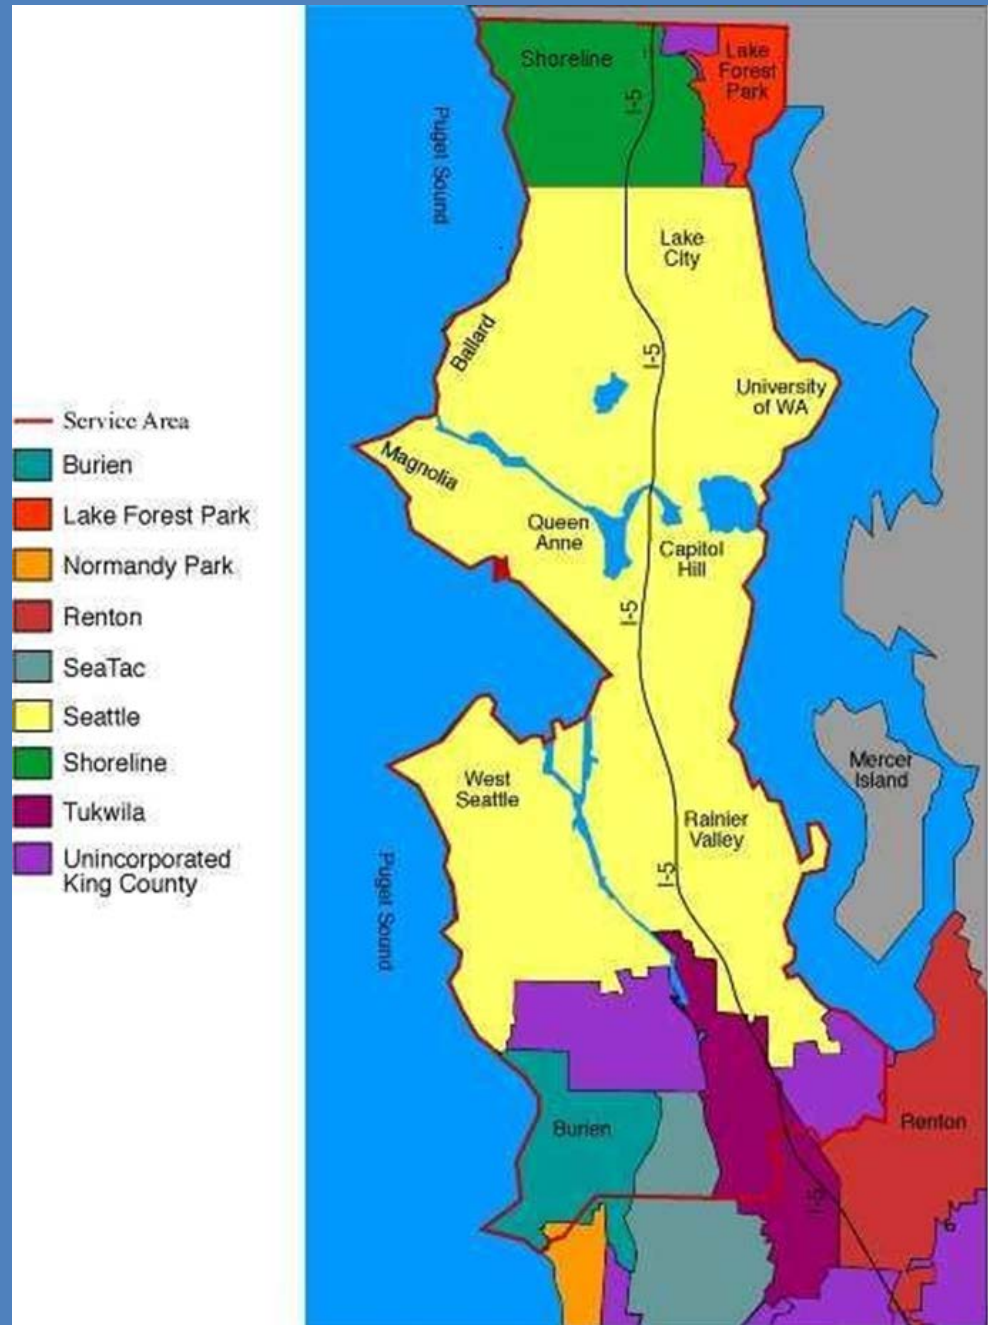 Service Area
Burien
Lake Forest Park
Normandy Park
Renton
SeaTac
Seattle
Shoreline
Tukwila
Unincorporated
King County
Shoreline
Lake
Forest
Park
I-5
Puget Sound
Lake
City
Ballard
I-5
University
of WA
Magnolia
Queen
Anne
Capitol
Hill
I-5
West
Seattle
Mercer
Island
Rainier
Valley
I-5
Puget Sound
Burien
Renton
I-5